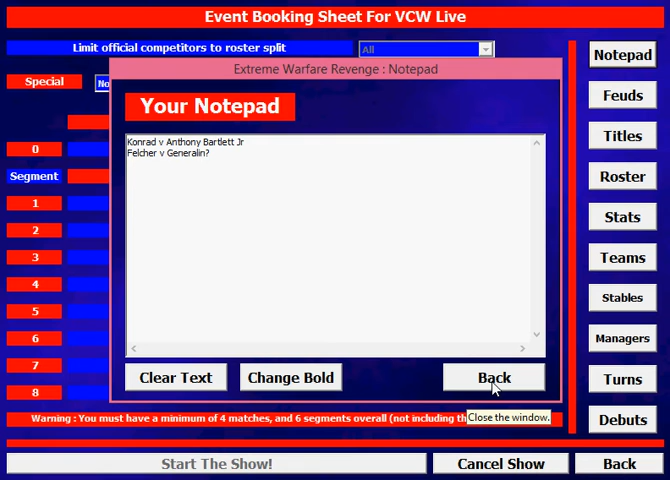 Event Booking Sheet For VCW Live
Limit official competitors to roster split
All
Special
Extreme Warfare Revenge : Notepad
Your Notepad
Konrad v Anthony Bartlett Jr
Felcher v Generalin?
0
Segment
1
2
3
4
5
6
7
8
Clear Text
Change Bold
Back
Close the window.
Warning : You must have a minimum of 4 matches, and 6 segments overall (not including
Start The Show!
Cancel Show
Back
Notepad
Feuds
Titles
Roster
Stats
Teams
Stables
Managers
Turns
Debuts